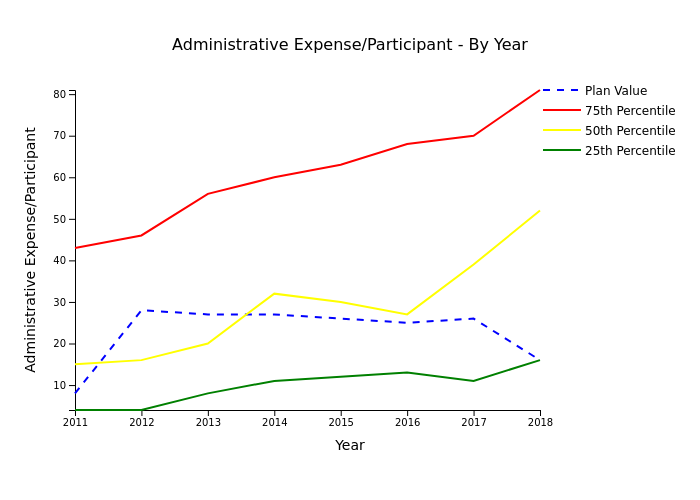 Administrative Expense/Participant - By Year
Plan Value
75th Percentile
50th Percentile
25th Percentile
Administrative Expense/Participant
80
70
60
50
40
30
20
10
2011 2012 2013 2014 2015 2016 2017 2018
Year